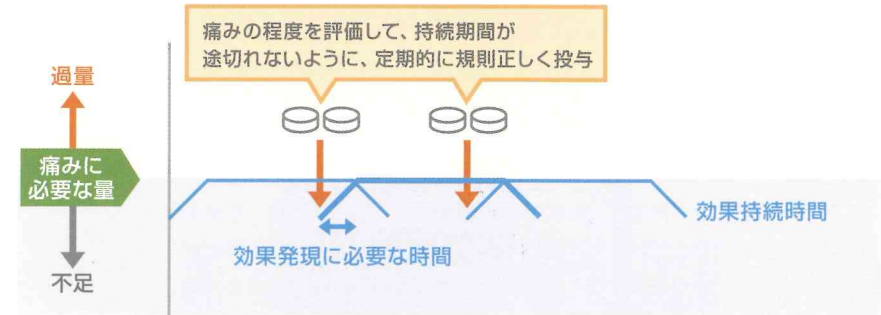 痛みの程度を評価して、持続期間が
途切れないように、定期的に規則正しく投与
過量
痛みに
必要な量
不足
効果発現に必要な時間
効果持続時間